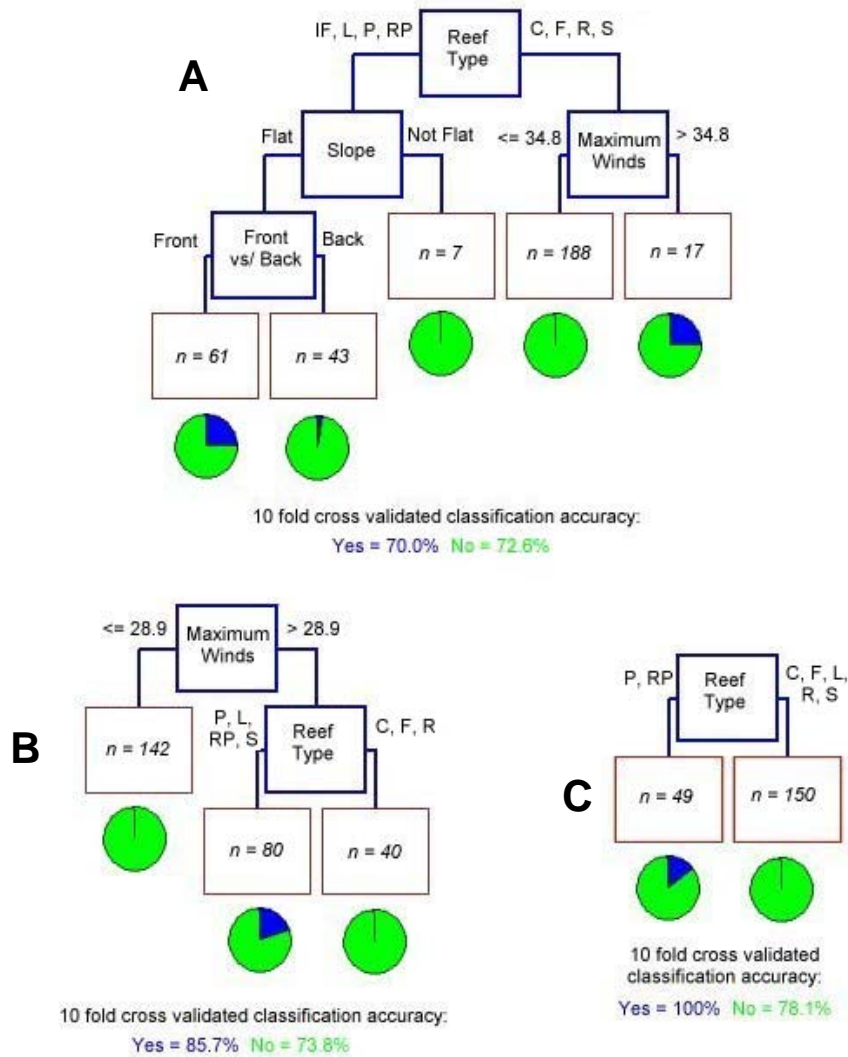 A
IF, L, P, RP
Reef
Type
C, F, R, S
Flat
Slope
Not Flat
<= 34.8
Maximum
Winds
> 34.8
Front
Front
vs/ Back
Back
n = 7
n = 188
n = 17
n = 61
n = 43
10 fold cross validated classification accuracy:
Yes = 70.0% No = 72.6%
B
<= 28.9
Maximum
Winds
> 28.9
n = 142
P, L,
RP, S
Reef
Type
C, F, R
n = 80
n = 40
10 fold cross validated classification accuracy:
Yes = 85.7% No = 73.8%
C
P, RP
Reef
Type
C, F, L,
R, S
n = 49
n = 150
10 fold cross validated
classification accuracy:
Yes = 100% No = 78.1%